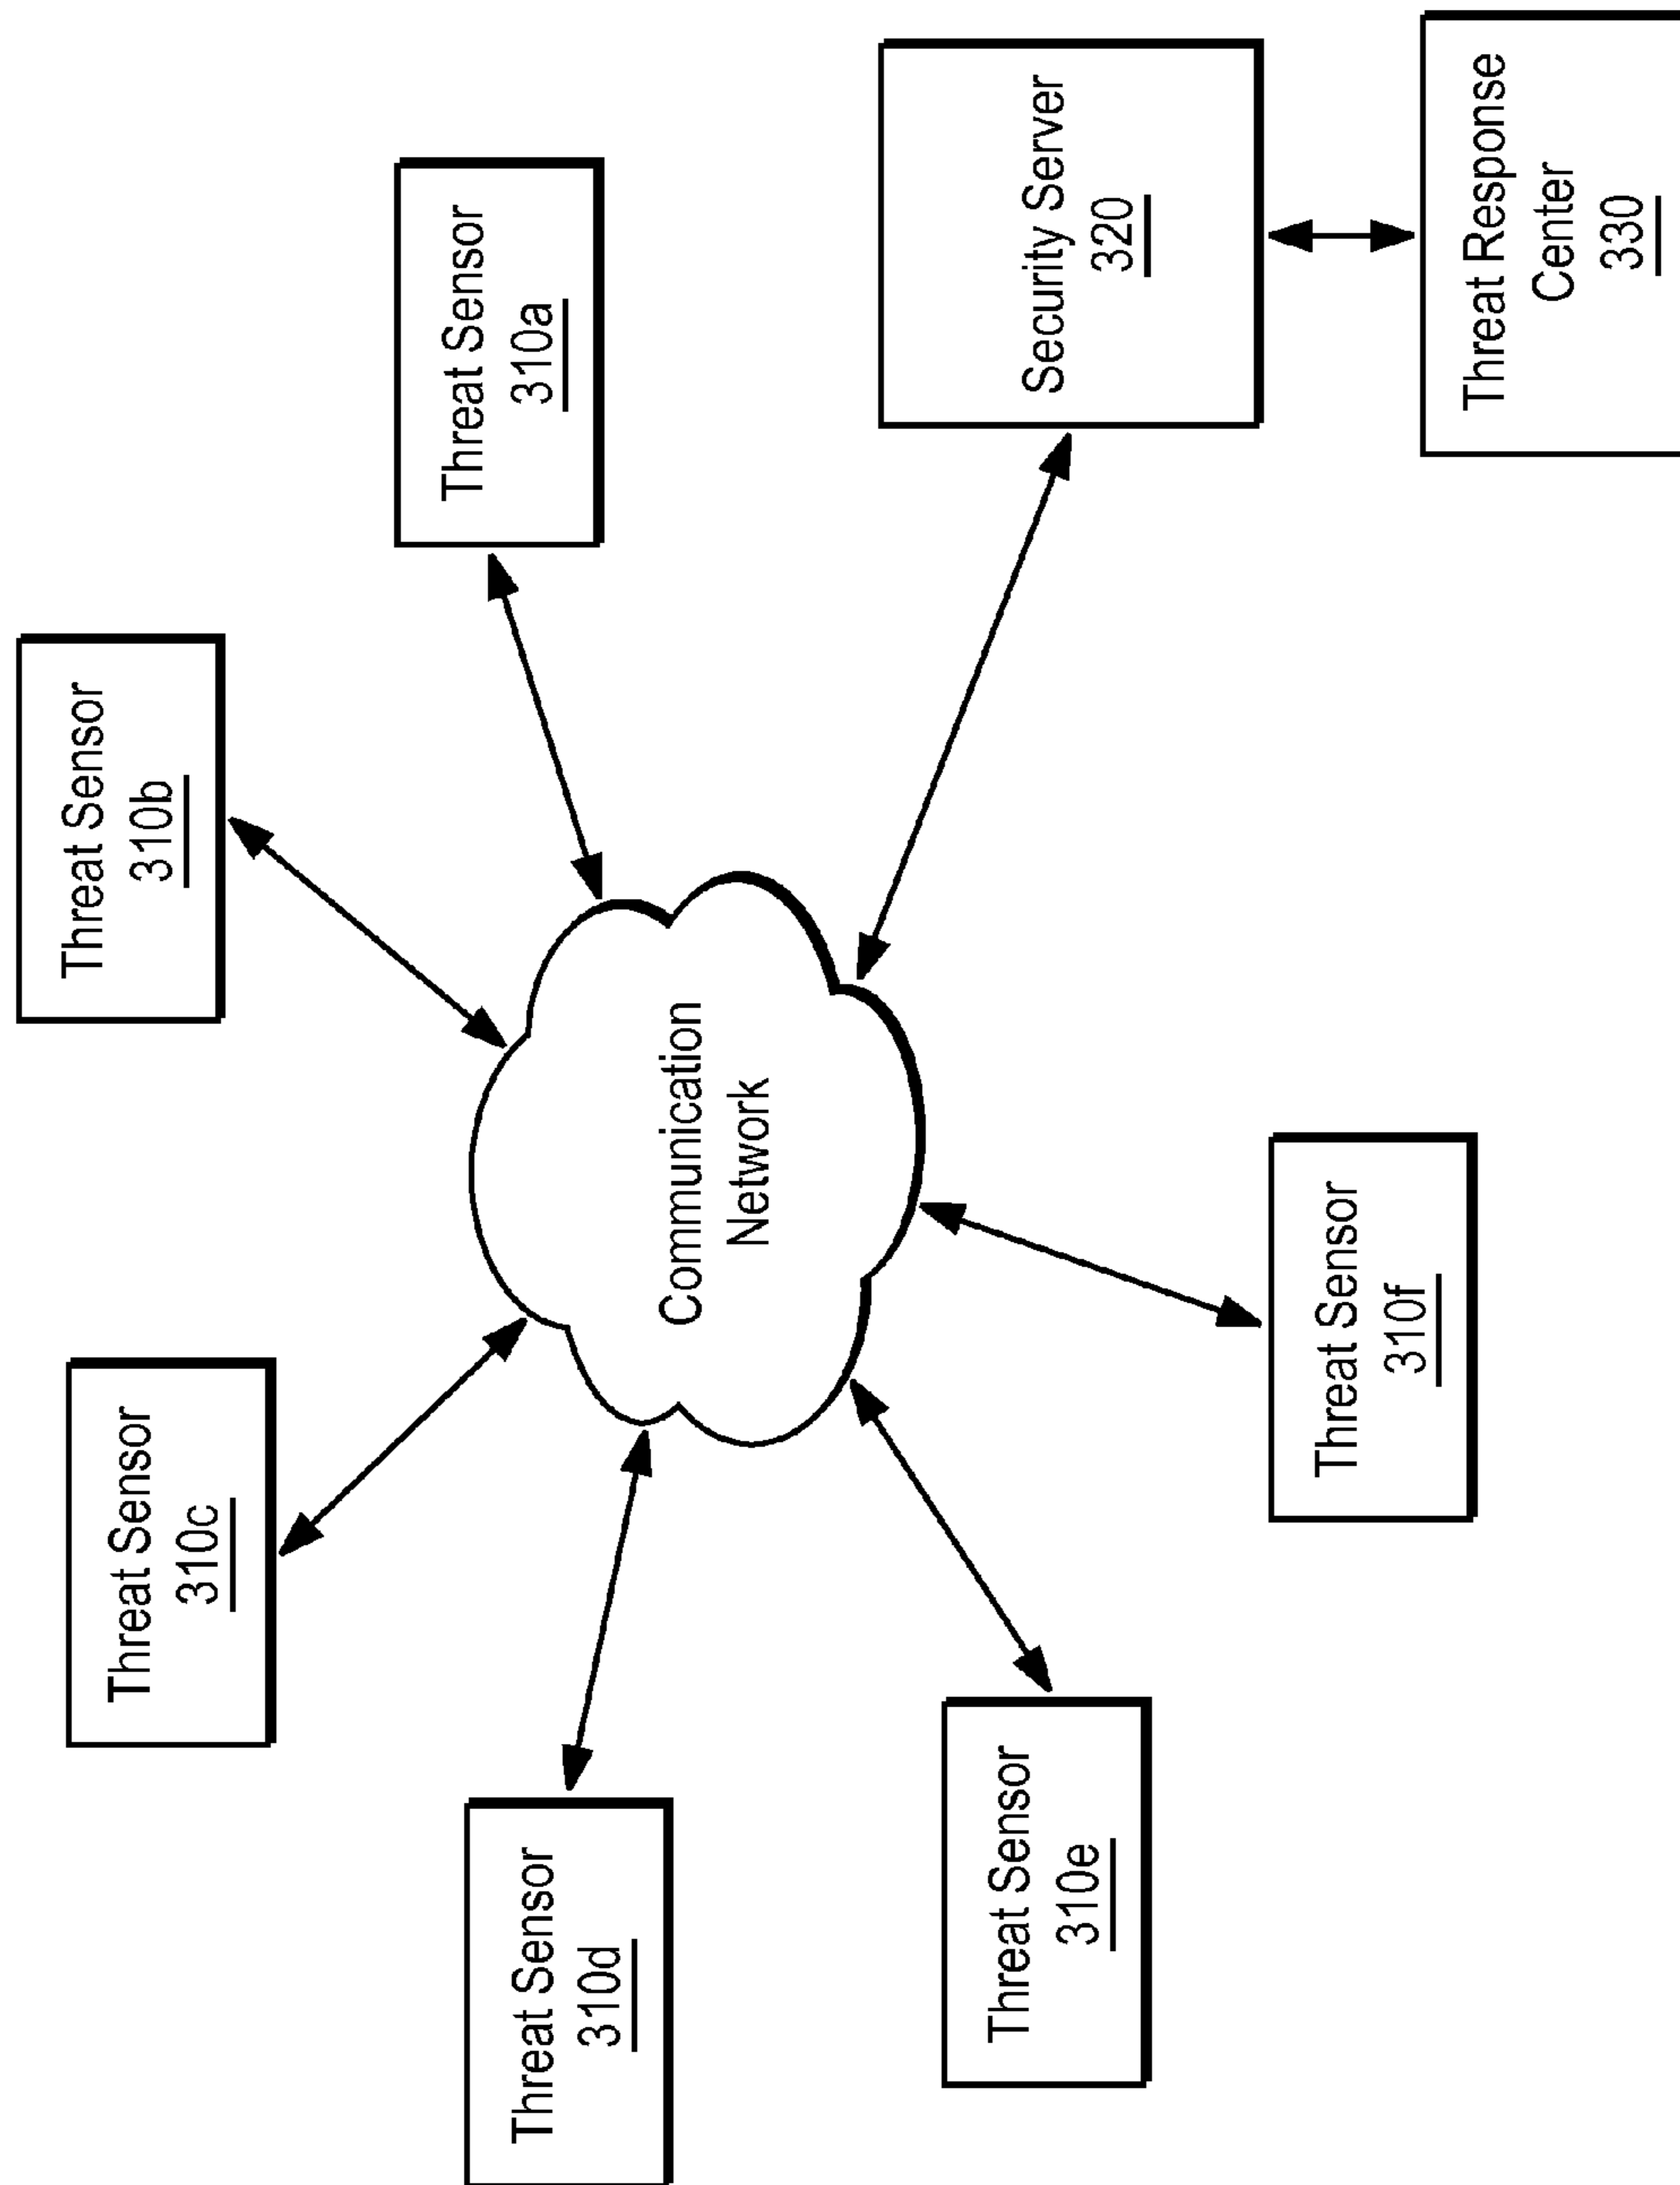 Threat Sensor
310c
Threat Sensor
310b
Threat Sensor
310d
Threat Sensor
310a
Communication
Network
Threat Sensor
310e
Security Server
320
Threat Sensor
310f
Threat Response
Center
330